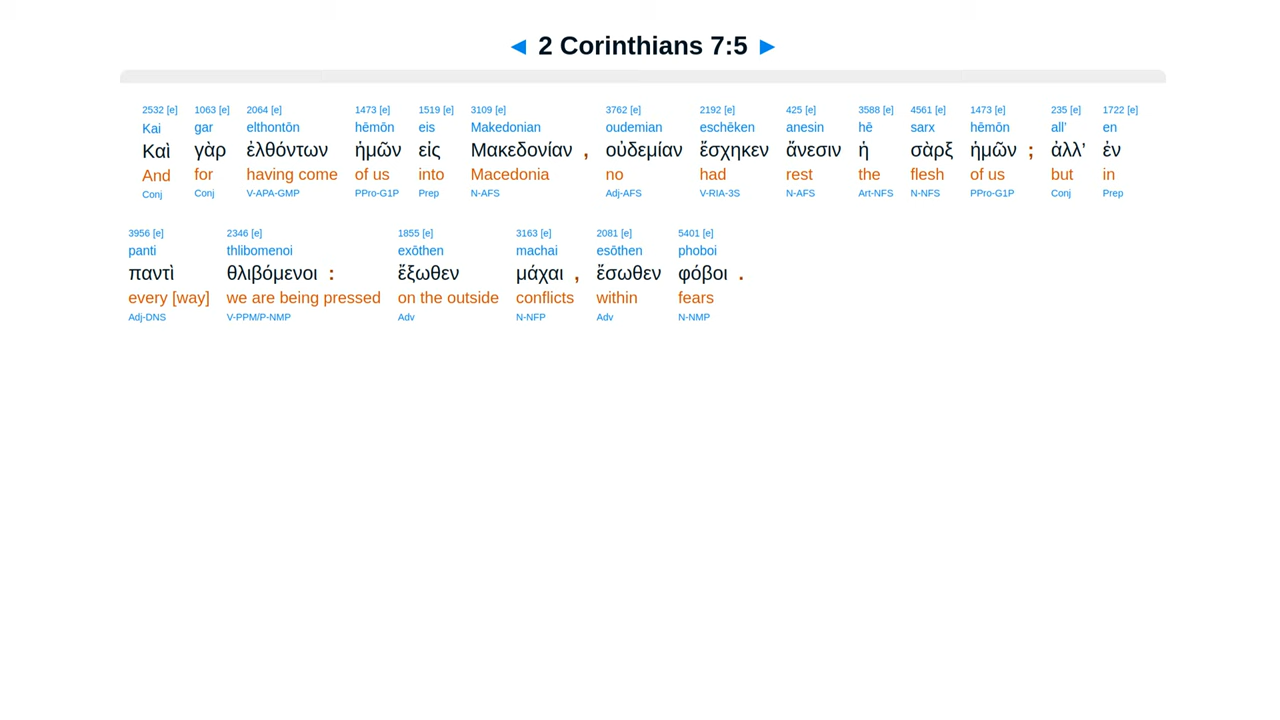 ◄ 2 Corinthians 7:5 ►
2532 [e] 1063 [e] 2064 [e] 1473 [e] 1519 [e] 3109 [e] 3762 [e] 2192 [e] 425 [e] 3588 [e] 4561 [e] 1473 [e] 235 [e] 1722 [e]
Kai gar elthontōn hēmōn eis Makedonian oudemian eschēken anesin hē sarx hēmōn all’ en
Καὶ γὰρ ἐλθόντων ἡμῶν εἰς Μακεδονίαν , οὐδεμίαν ἔσχηκεν ἄνεσιν ἡ σὰρξ ἡμῶν ; ἀλλ’ ἐν
And for having come of us into Macedonia no had rest the flesh of us but in
Conj Conj V-APA-GMP PPro-G1P Prep N-AFS Adj-AFS V-RIA-3S N-AFS Art-NFS N-NFS PPro-G1P Conj Prep
3956 [e] 2346 [e] 1855 [e] 3163 [e] 2081 [e] 5401 [e]
panti thlibomenoi exōthen machai esōthen phoboi
παντὶ θλιβόμενοι : ἔξωθεν μάχαι , ἔσωθεν φόβοι .
every [way] we are being pressed on the outside conflicts within fears
Adj-DNS V-PPM/P-NMP Adv N-NFP Adv N-NMP